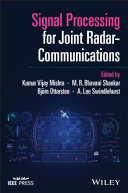 Signal Processing
for Joint Radar-
Communications
Edited by
Kumar Vijay Mishra
M. R. Bhavani Shankar
Björn Ottersten
A. Lee Swindlehurst
IEEE PRESS
WILEY